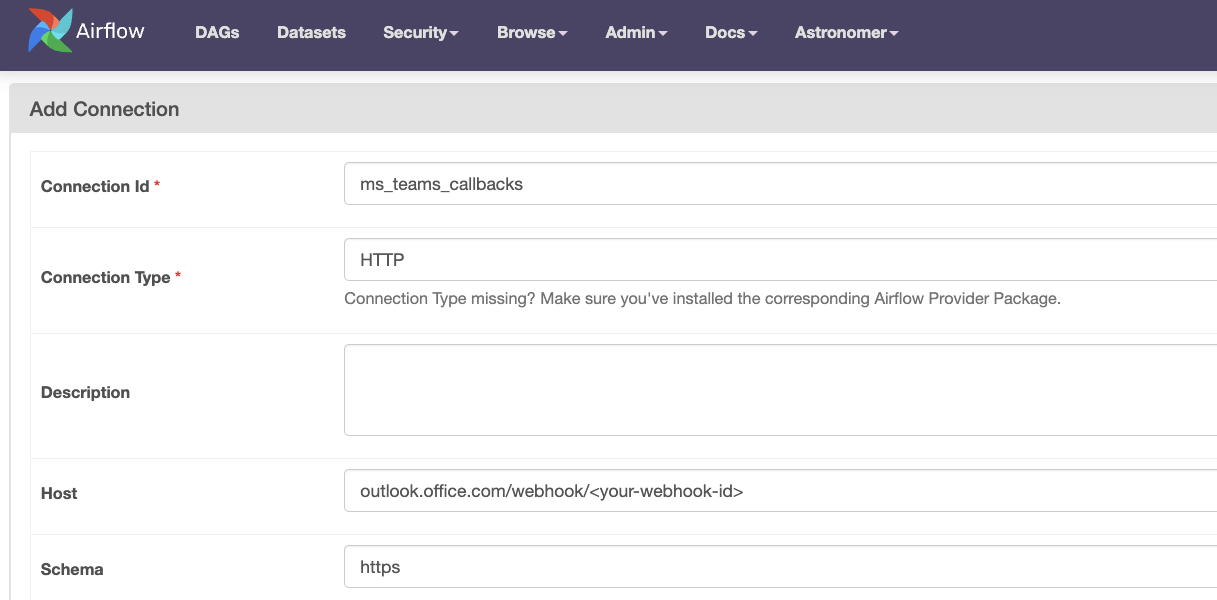 Airflow DAGs Datasets Security Browse Admin Docs Astronomer
Add Connection
Connection Id * ms_teams_callbacks
Connection Type * HTTP
Connection Type missing? Make sure you've installed the corresponding Airflow Provider Package.
Description
Host outlook.office.com/webhook/<your-webhook-id>
Schema https